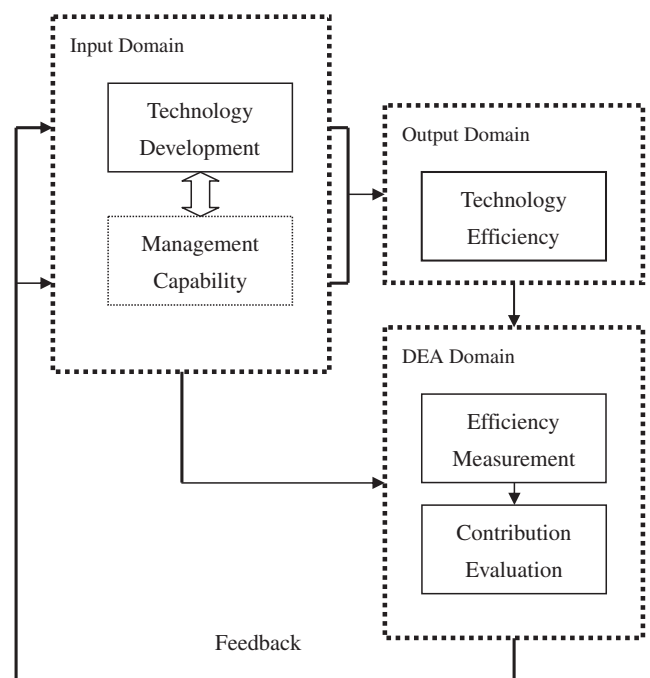 Input Domain
Technology
Development
Management
Capability
Output Domain
Technology
Efficiency
DEA Domain
Efficiency
Measurement
Contribution
Evaluation
Feedback